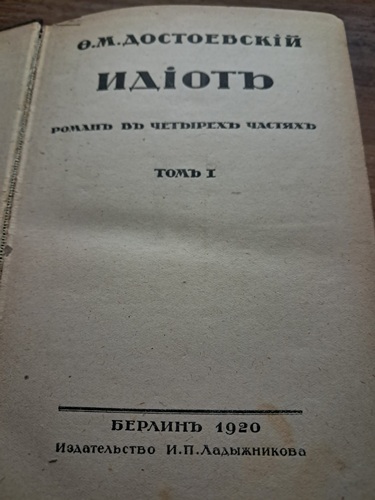 Ѳ.М.ДОСТОЕВСКІЙ
ИДІОТЪ
РОМАНЪ ВЪ ЧЕТЫРЕХЪ ЧАСТЯХЪ
ТОМЪ I
БЕРЛИНЪ 1920
Издательство И.П.Ладыжникова